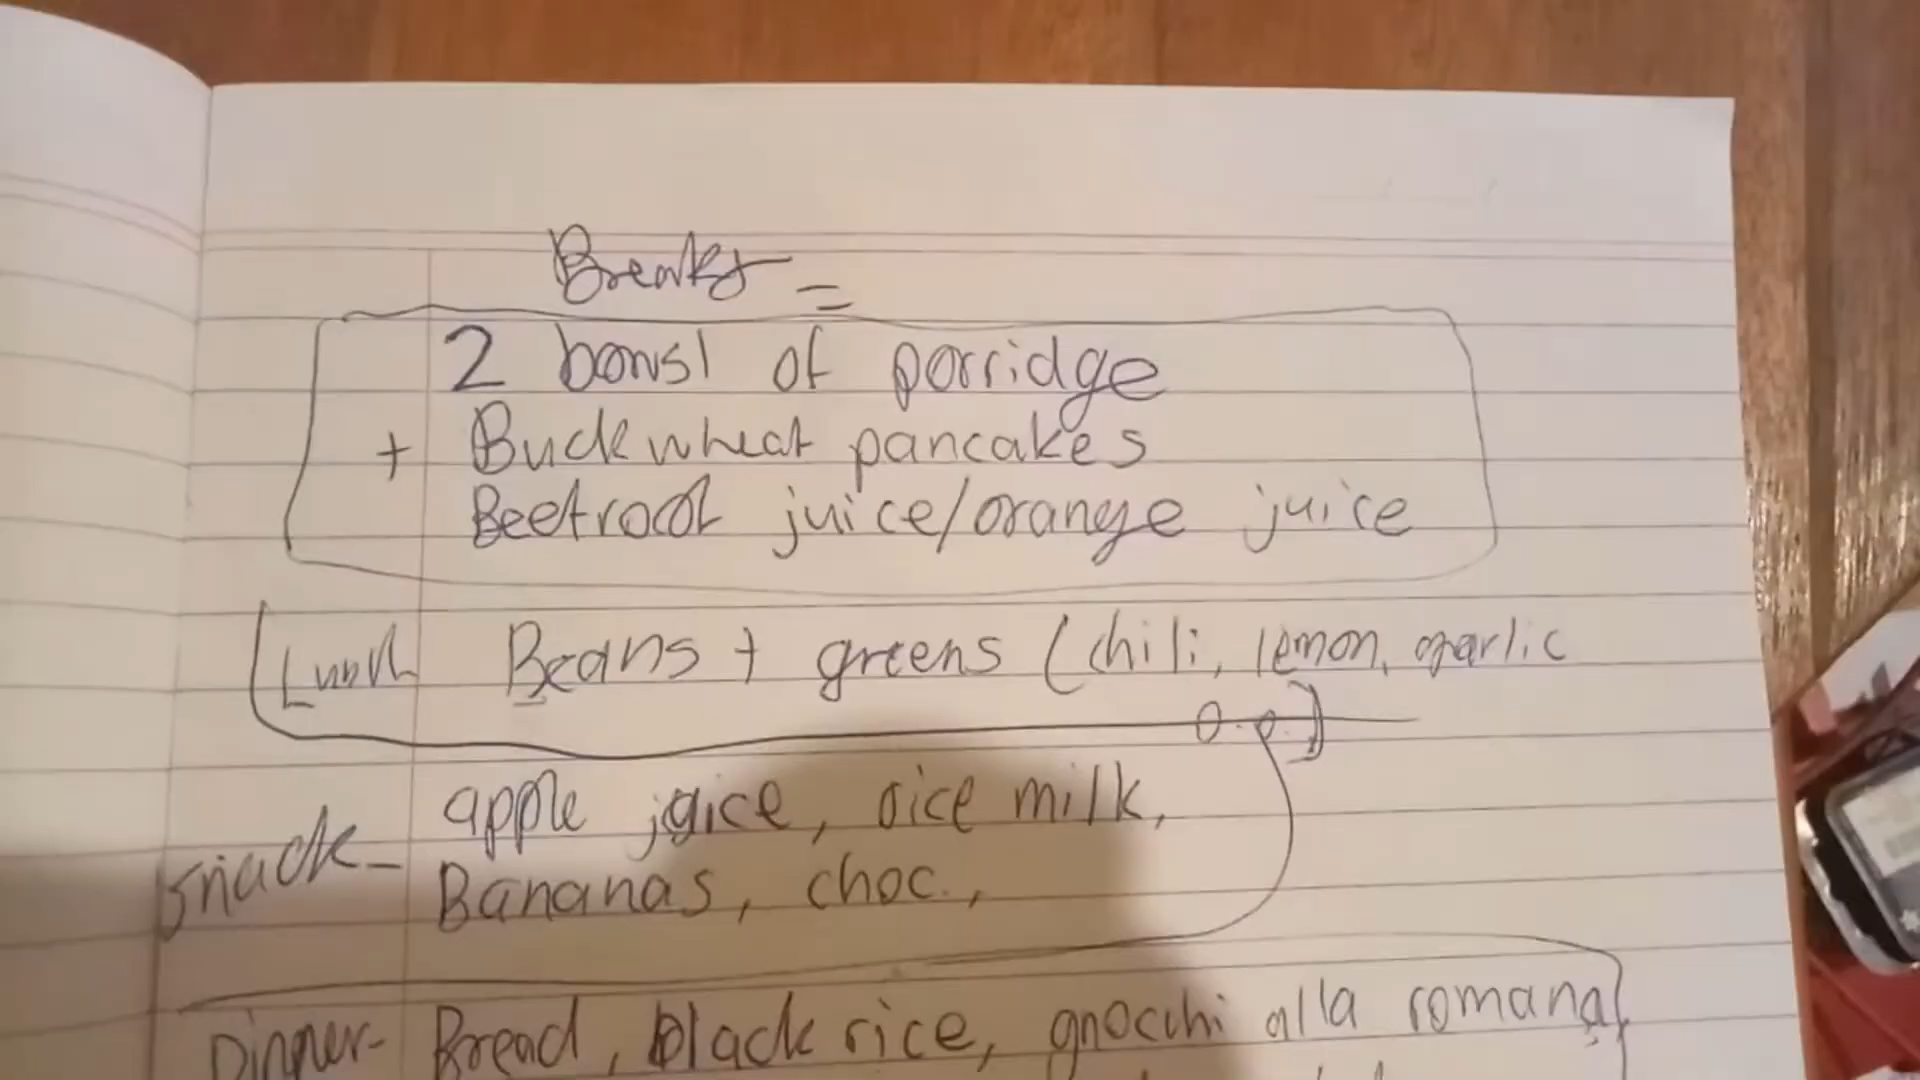 Breakf =
2 bowsl of porridge
+ Buckwheat pancakes
Beetroot juice/orange juice
Lunch Beans + greens (chili, lemon, garlic
O.o.)
Snack- apple juice, rice milk,
Bananas, choc.,
Dinner- Bread, black rice, gnocchi alla romana,